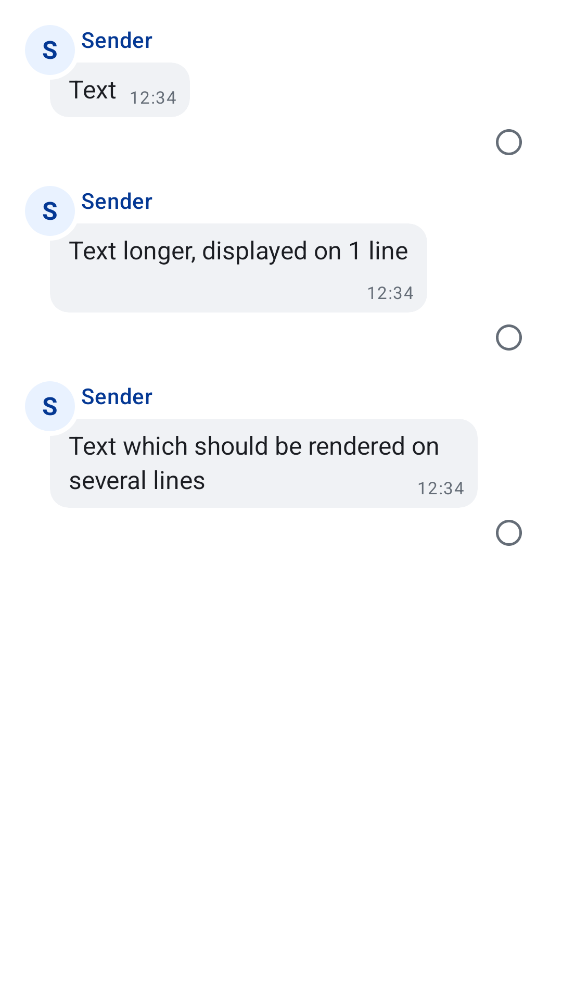 S Sender
Text 12:34
S Sender
Text longer, displayed on 1 line
12:34
S Sender
Text which should be rendered on
several lines 12:34